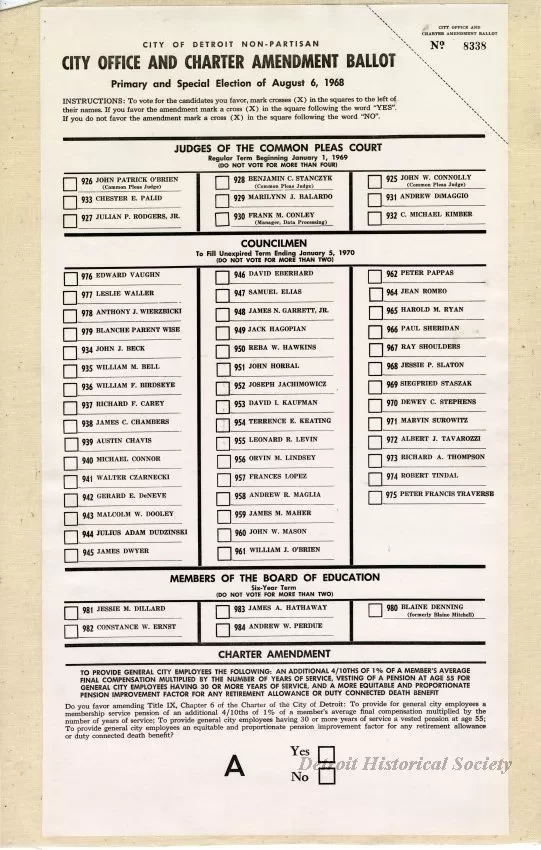 CITY OFFICE AND
CHARTER AMENDMENT BALLOT
Nº 8338
CITY OF DETROIT NON-PARTISAN
CITY OFFICE AND CHARTER AMENDMENT BALLOT
Primary and Special Election of August 6, 1968
INSTRUCTIONS: To vote for the candidates you favor, mark crosses (X) in the squares to the left of
their names. If you favor the amendment mark a cross (X) in the square following the word "YES".
If you do not favor the amendment mark a cross (X) in the square following the word "NO".
JUDGES OF THE COMMON PLEAS COURT
Regular Term Beginning January 1, 1969
(DO NOT VOTE FOR MORE THAN FOUR)
926 JOHN PATRICK O'BRIEN
(Common Pleas Judge)
933 CHESTER E. PALID
927 JULIAN P. RODGERS, JR.
928 BENJAMIN C. STANCZYK
(Common Pleas Judge)
929 MARILYNN J. BALARDO
930 FRANK M. CONLEY
(Manager, Data Processing)
925 JOHN W. CONNOLLY
(Common Pleas Judge)
931 ANDREW DiMAGGIO
932 C. MICHAEL KIMBER
COUNCILMEN
To Fill Unexpired Term Ending January 5, 1970
(DO NOT VOTE FOR MORE THAN TWO)
976 EDWARD VAUGHN
977 LESLIE WALLER
978 ANTHONY J. WIERZBICKI
979 BLANCHE PARENT WISE
934 JOHN J. BECK
935 WILLIAM M. BELL
936 WILLIAM F. BIRDSEYE
937 RICHARD F. CAREY
938 JAMES C. CHAMBERS
939 AUSTIN CHAVIS
940 MICHAEL CONNOR
941 WALTER CZARNECKI
942 GERARD E. DeNEVE
943 MALCOLM W. DOOLEY
944 JULIUS ADAM DUDZINSKI
945 JAMES DWYER
946 DAVID EBERHARD
947 SAMUEL ELIAS
948 JAMES N. GARRETT, JR.
949 JACK HAGOPIAN
950 REBA W. HAWKINS
951 JOHN HORBAL
952 JOSEPH JACHIMOWICZ
953 DAVID I. KAUFMAN
954 TERRENCE E. KEATING
955 LEONARD R. LEVIN
956 ORVIN M. LINDSEY
957 FRANCES LOPEZ
958 ANDREW R. MAGLIA
959 JAMES M. MAHER
960 JOHN W. MASON
961 WILLIAM J. O'BRIEN
962 PETER PAPPAS
964 JEAN ROMEO
965 HAROLD M. RYAN
966 PAUL SHERIDAN
967 RAY SHOULDERS
968 JESSIE P. SLATON
969 SIEGFRIED STASZAK
970 DEWEY C. STEPHENS
971 MARVIN SUROWITZ
972 ALBERT J. TAVAROZZI
973 RICHARD A. THOMPSON
974 ROBERT TINDAL
975 PETER FRANCIS TRAVERSE
MEMBERS OF THE BOARD OF EDUCATION
Six-Year Term
(DO NOT VOTE FOR MORE THAN TWO)
981 JESSIE M. DILLARD
982 CONSTANCE W. ERNST
983 JAMES A. HATHAWAY
984 ANDREW W. PERDUE
980 BLAINE DENNING
(formerly Blaine Mitchell)
CHARTER AMENDMENT
TO PROVIDE GENERAL CITY EMPLOYEES THE FOLLOWING: AN ADDITIONAL 4/10THS OF 1% OF A MEMBER'S AVERAGE
FINAL COMPENSATION MULTIPLIED BY THE NUMBER OF YEARS OF SERVICE, VESTING OF A PENSION AT AGE 55 FOR
GENERAL CITY EMPLOYEES HAVING 30 OR MORE YEARS OF SERVICE, AND A MORE EQUITABLE AND PROPORTIONATE
PENSION IMPROVEMENT FACTOR FOR ANY RETIREMENT ALLOWANCE OR DUTY CONNECTED DEATH BENEFIT
Do you favor amending Title IX, Chapter 6 of the Charter of the City of Detroit: To provide for general city employees a
membership service pension of an additional 4/10ths of 1% of a member's average final compensation multiplied by the
number of years of service; To provide general city employees having 30 or more years of service a vested pension at age 55;
To provide general city employees an equitable and proportionate pension improvement factor for any retirement allowance
or duty connected death benefit?
Yes
A
No
Detroit Historical Society